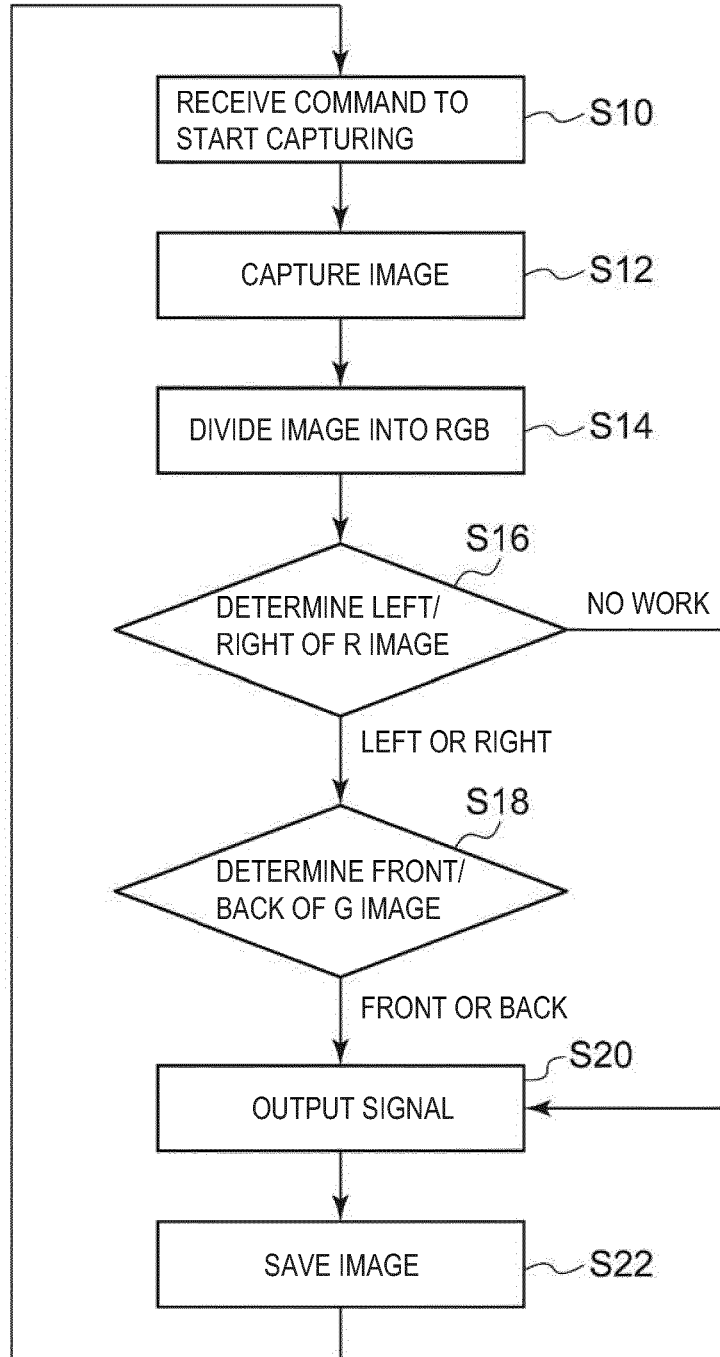 RECEIVE COMMAND TO
START CAPTURING
S10
CAPTURE IMAGE
S12
DIVIDE IMAGE INTO RGB
S14
S16
DETERMINE LEFT/
RIGHT OF R IMAGE
NO WORK
LEFT OR RIGHT
S18
DETERMINE FRONT/
BACK OF G IMAGE
FRONT OR BACK
S20
OUTPUT SIGNAL
SAVE IMAGE
S22